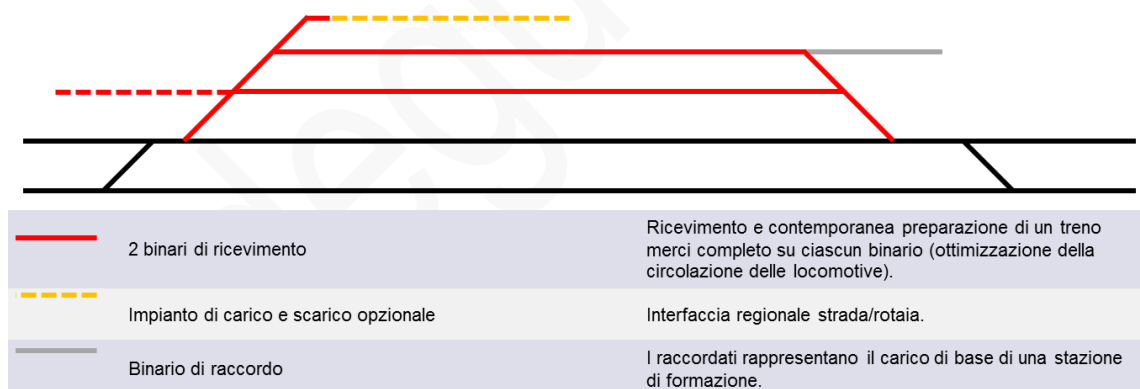 2 binari di ricevimento
Ricevimento e contemporanea preparazione di un treno
merci completo su ciascun binario (ottimizzazione della
circolazione delle locomotive).
Impianto di carico e scarico opzionale
Interfaccia regionale strada/rotaia.
Binario di raccordo
I raccordati rappresentano il carico di base di una stazione
di formazione.